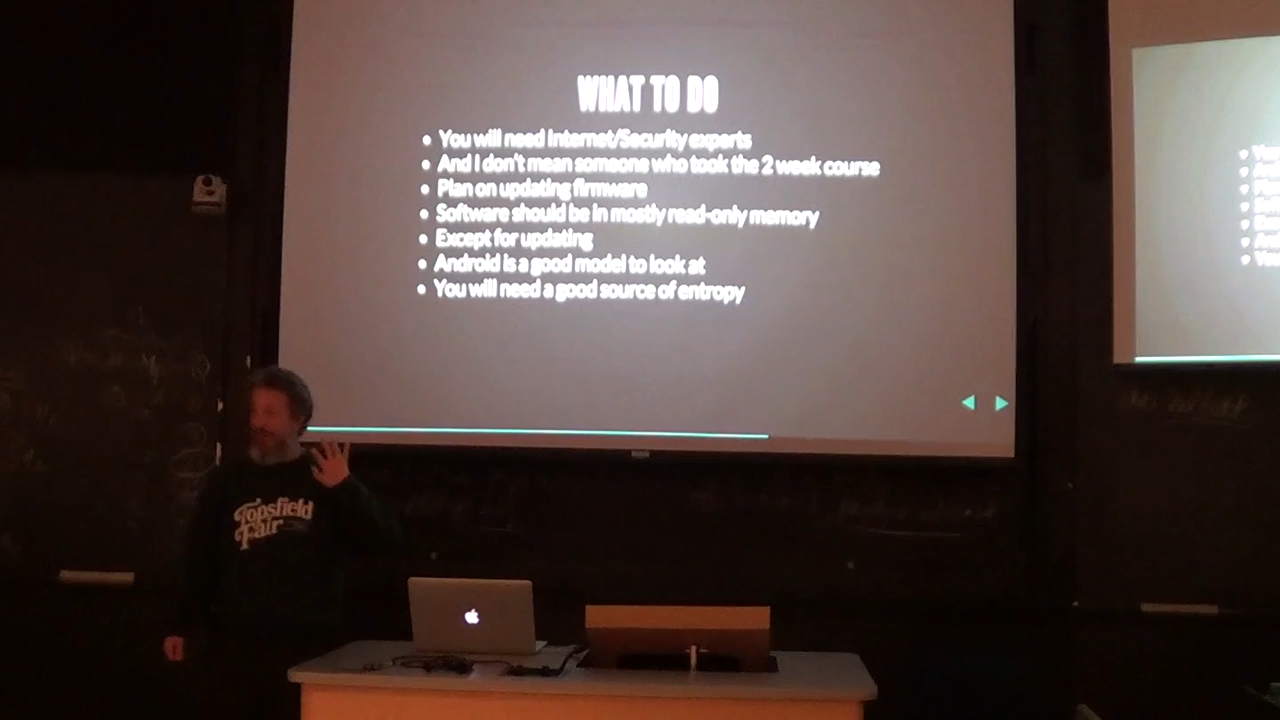 WHAT TO DO
You will need Internet/Security experts
And I don't mean someone who took the 2 week course
Plan on updating firmware
Software should be in mostly read-only memory
Except for updating
Android is a good model to look at
You will need a good source of entropy
Topsfield
Fair